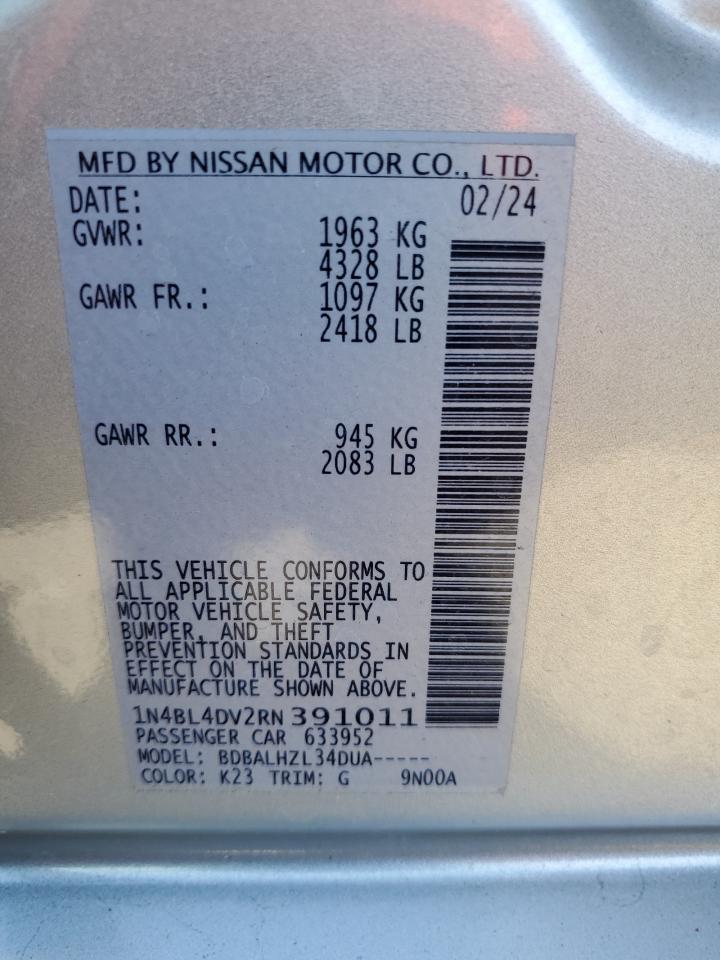 MFD BY NISSAN MOTOR CO., LTD.
DATE: 02/24
GVWR: 1963 KG
4328 LB
GAWR FR.: 1097 KG
2418 LB
GAWR RR.: 945 KG
2083 LB
THIS VEHICLE CONFORMS TO
ALL APPLICABLE FEDERAL
MOTOR VEHICLE SAFETY,
BUMPER, AND THEFT
PREVENTION STANDARDS IN
EFFECT ON THE DATE OF
MANUFACTURE SHOWN ABOVE.
1N4BL4DV2RN391011
PASSENGER CAR 633952
MODEL: BDBALHZL34DUA-----
COLOR: K23 TRIM: G 9N00A